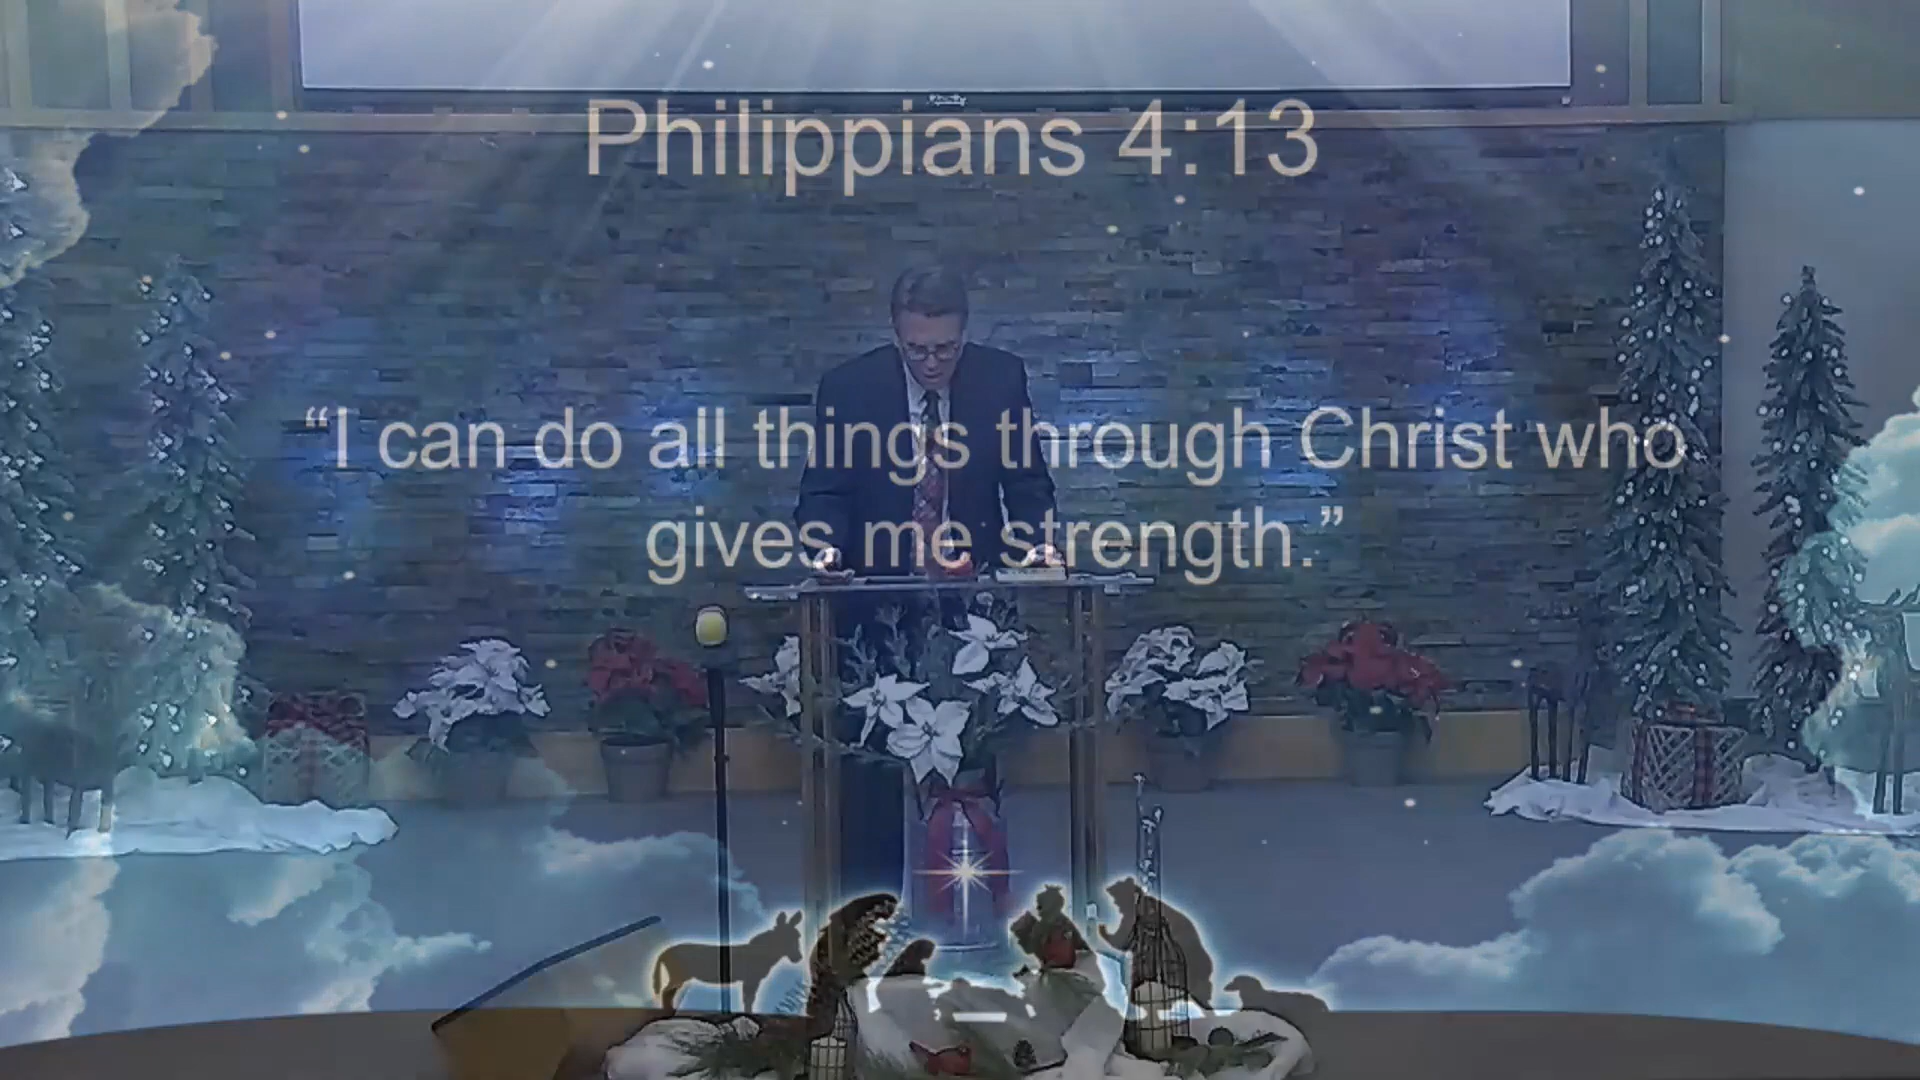 Philippians 4:13
“I can do all things through Christ who
gives me strength.”